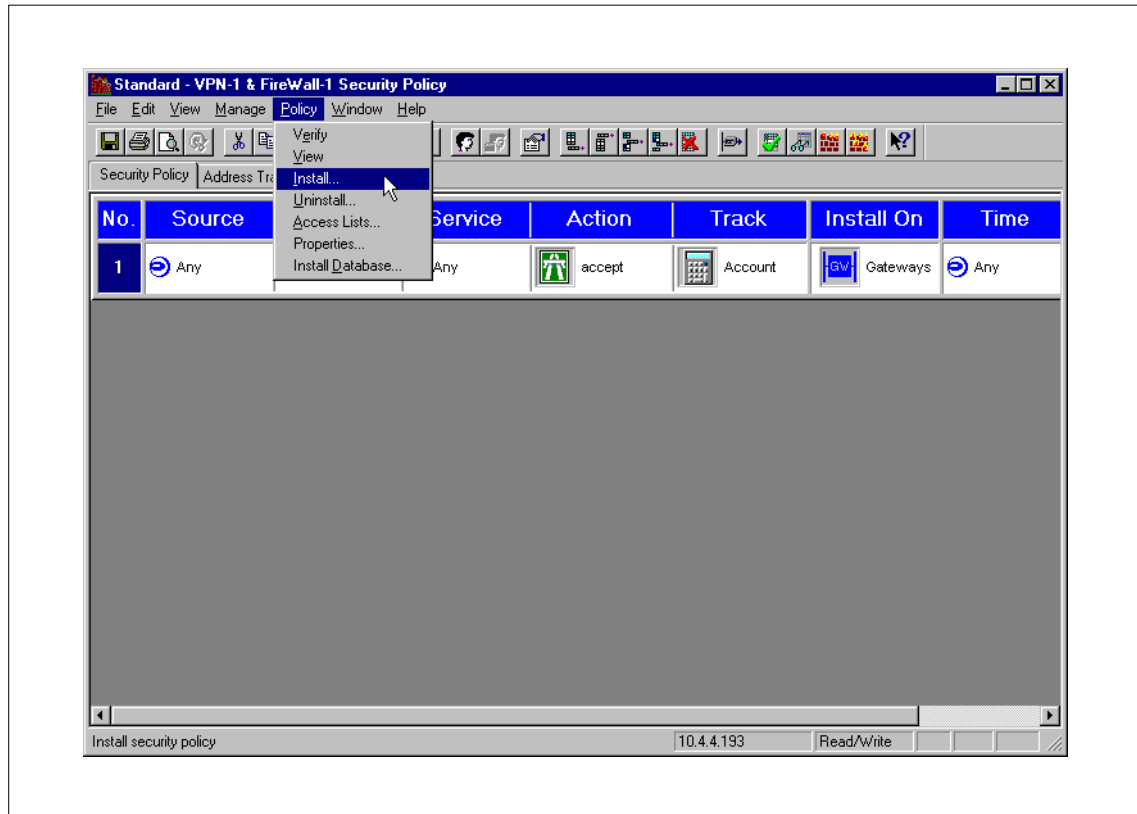 Standard - VPN-1 & FireWall-1 Security Policy
File Edit View Manage Policy Window Help
Verify
View
Install...
Uninstall...
Access Lists...
Properties...
Install Database...
Security Policy Address Tra
No. Source Service Action Track Install On Time
1 Any Any accept GW Account Gateways Any
Install security policy 10.4.4.193 Read/Write